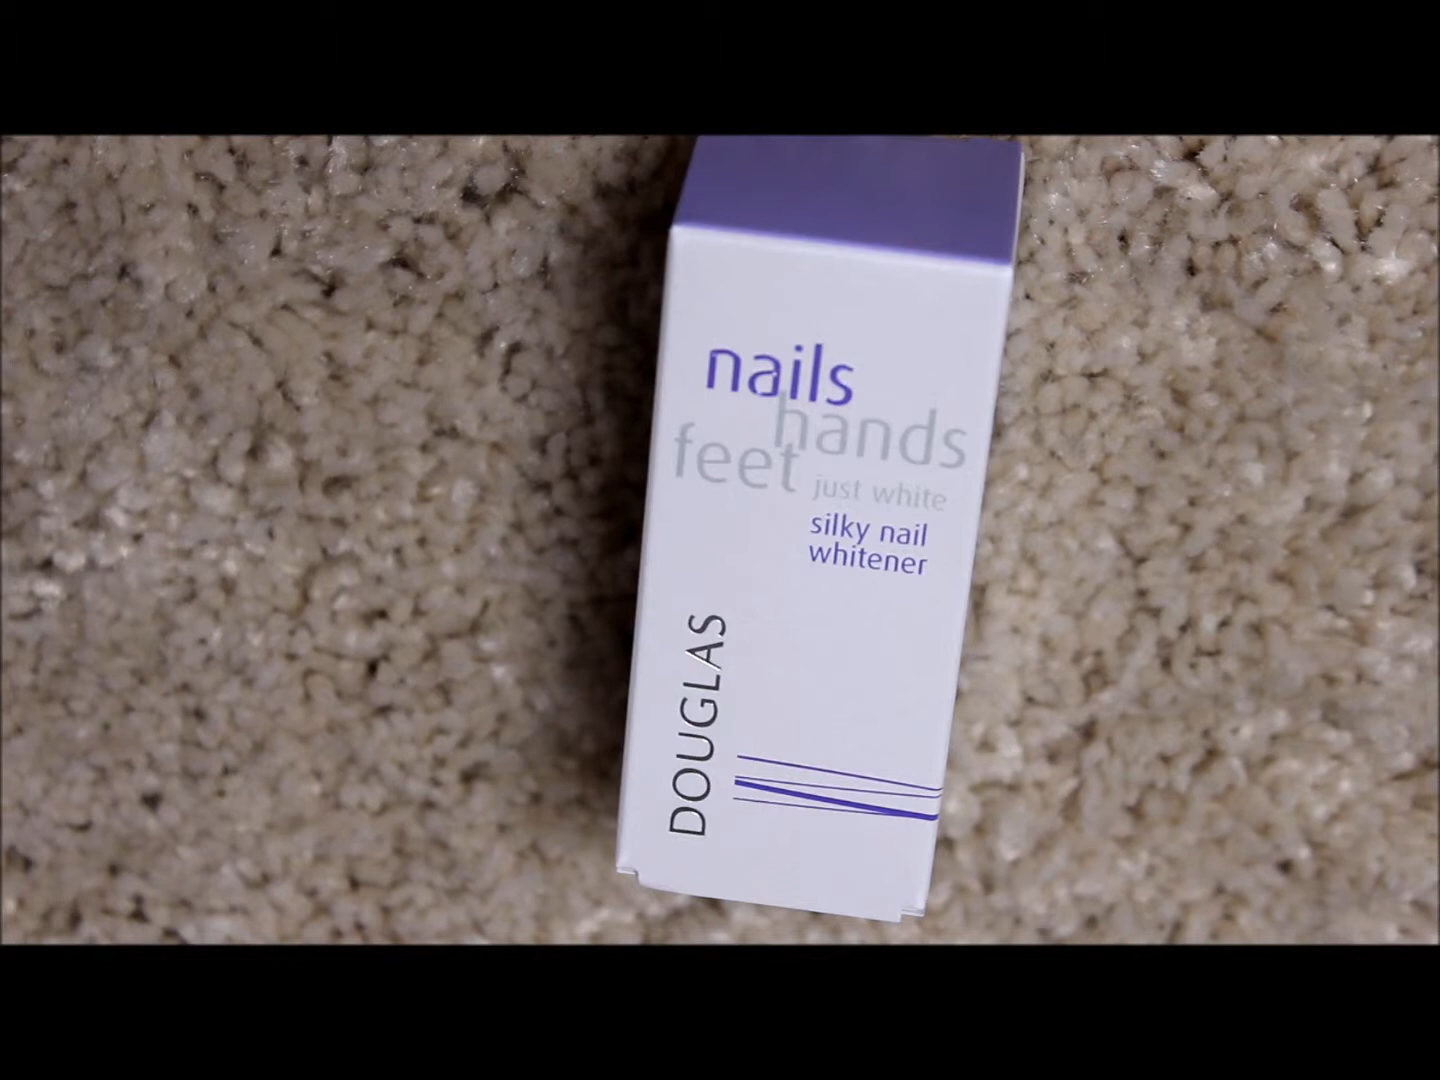 nails
hands
feet
just white
silky nail
whitener
DOUGLAS